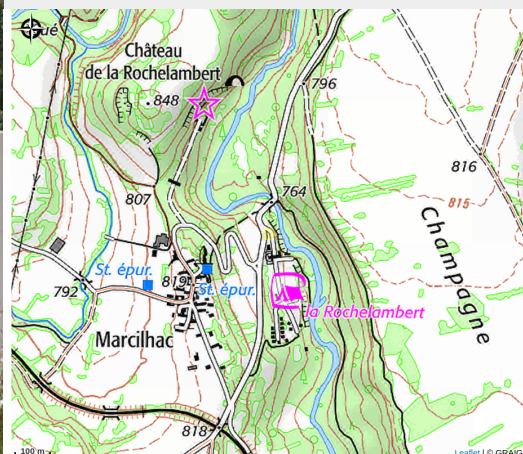 ué
Château
de la Rochelambert
848
796
816
807
764
815
Champagne
St. épur.
792
819
St. épur.
la Rochelambert
Marcilhac
818
100 m
Leaflet | © GRAIG